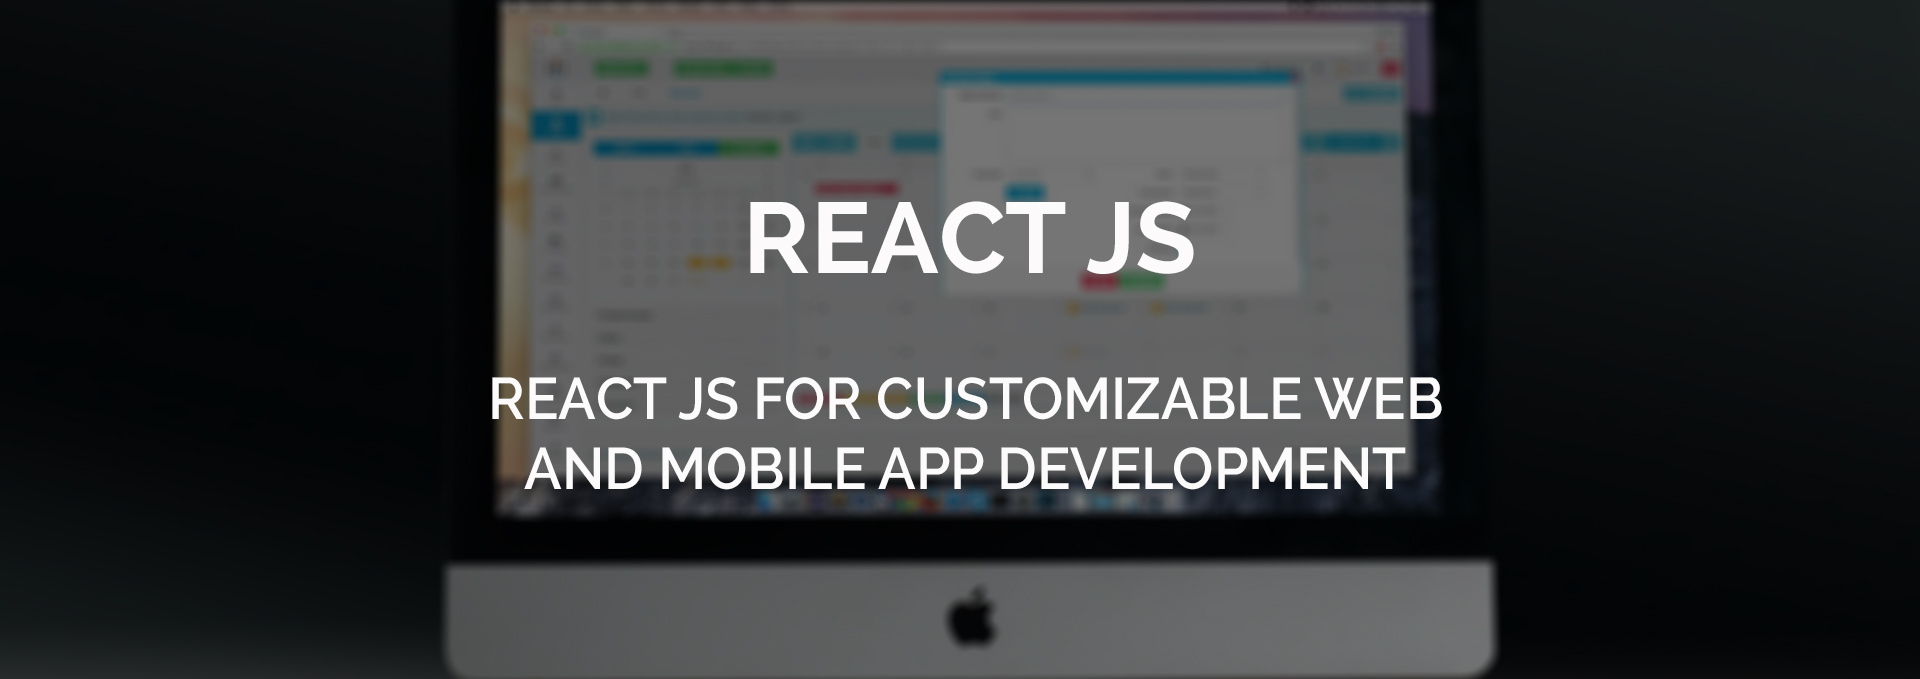 REACT JS
REACT JS FOR CUSTOMIZABLE WEB
AND MOBILE APP DEVELOPMENT